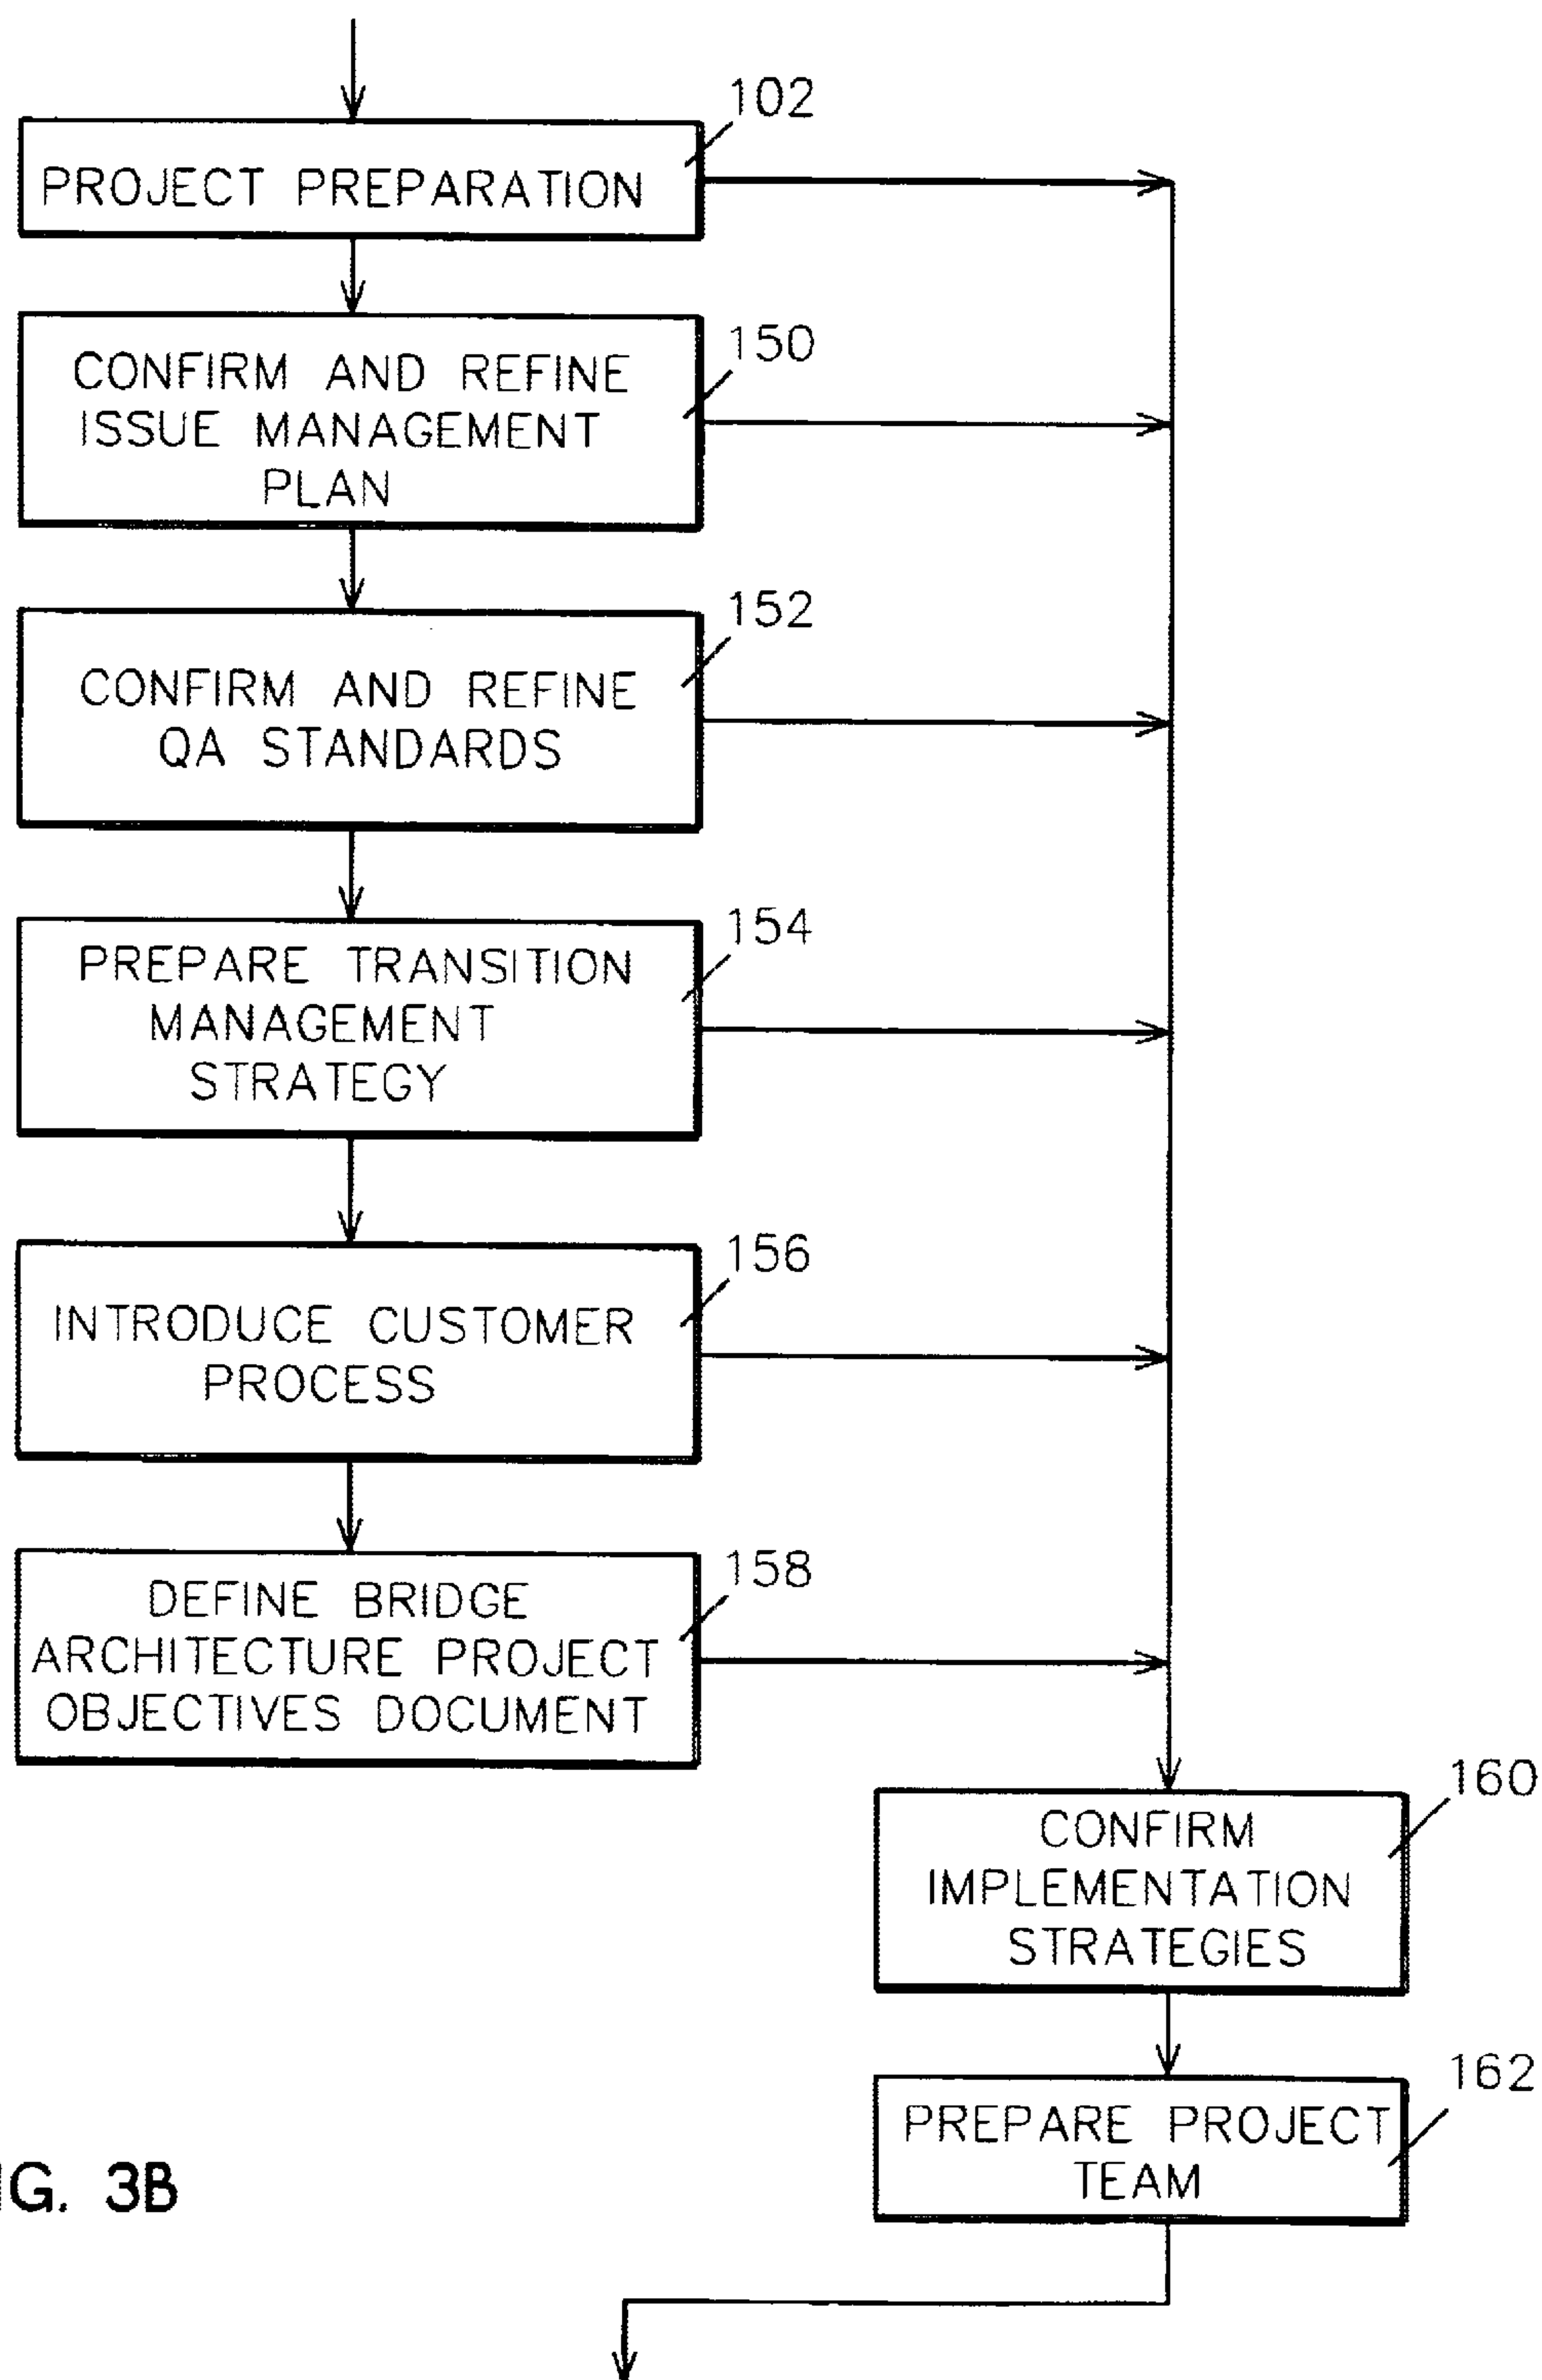 102
PROJECT PREPARATION
150
CONFIRM AND REFINE
ISSUE MANAGEMENT
PLAN
152
CONFIRM AND REFINE
QA STANDARDS
154
PREPARE TRANSITION
MANAGEMENT
STRATEGY
156
INTRODUCE CUSTOMER
PROCESS
158
DEFINE BRIDGE
ARCHITECTURE PROJECT
OBJECTIVES DOCUMENT
160
CONFIRM
IMPLEMENTATION
STRATEGIES
162
PREPARE PROJECT
TEAM
IG. 3B